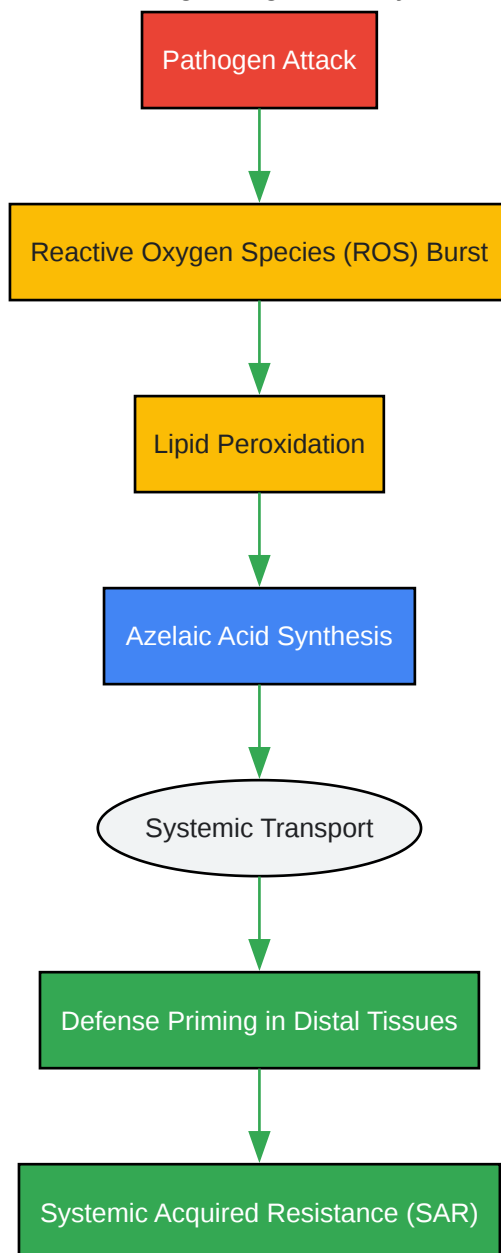 Pathogen Attack
Reactive Oxygen Species (ROS) Burst
Lipid Peroxidation
Azelaic Acid Synthesis
Systemic Transport
Defense Priming in Distal Tissues
Systemic Acquired Resistance (SAR)